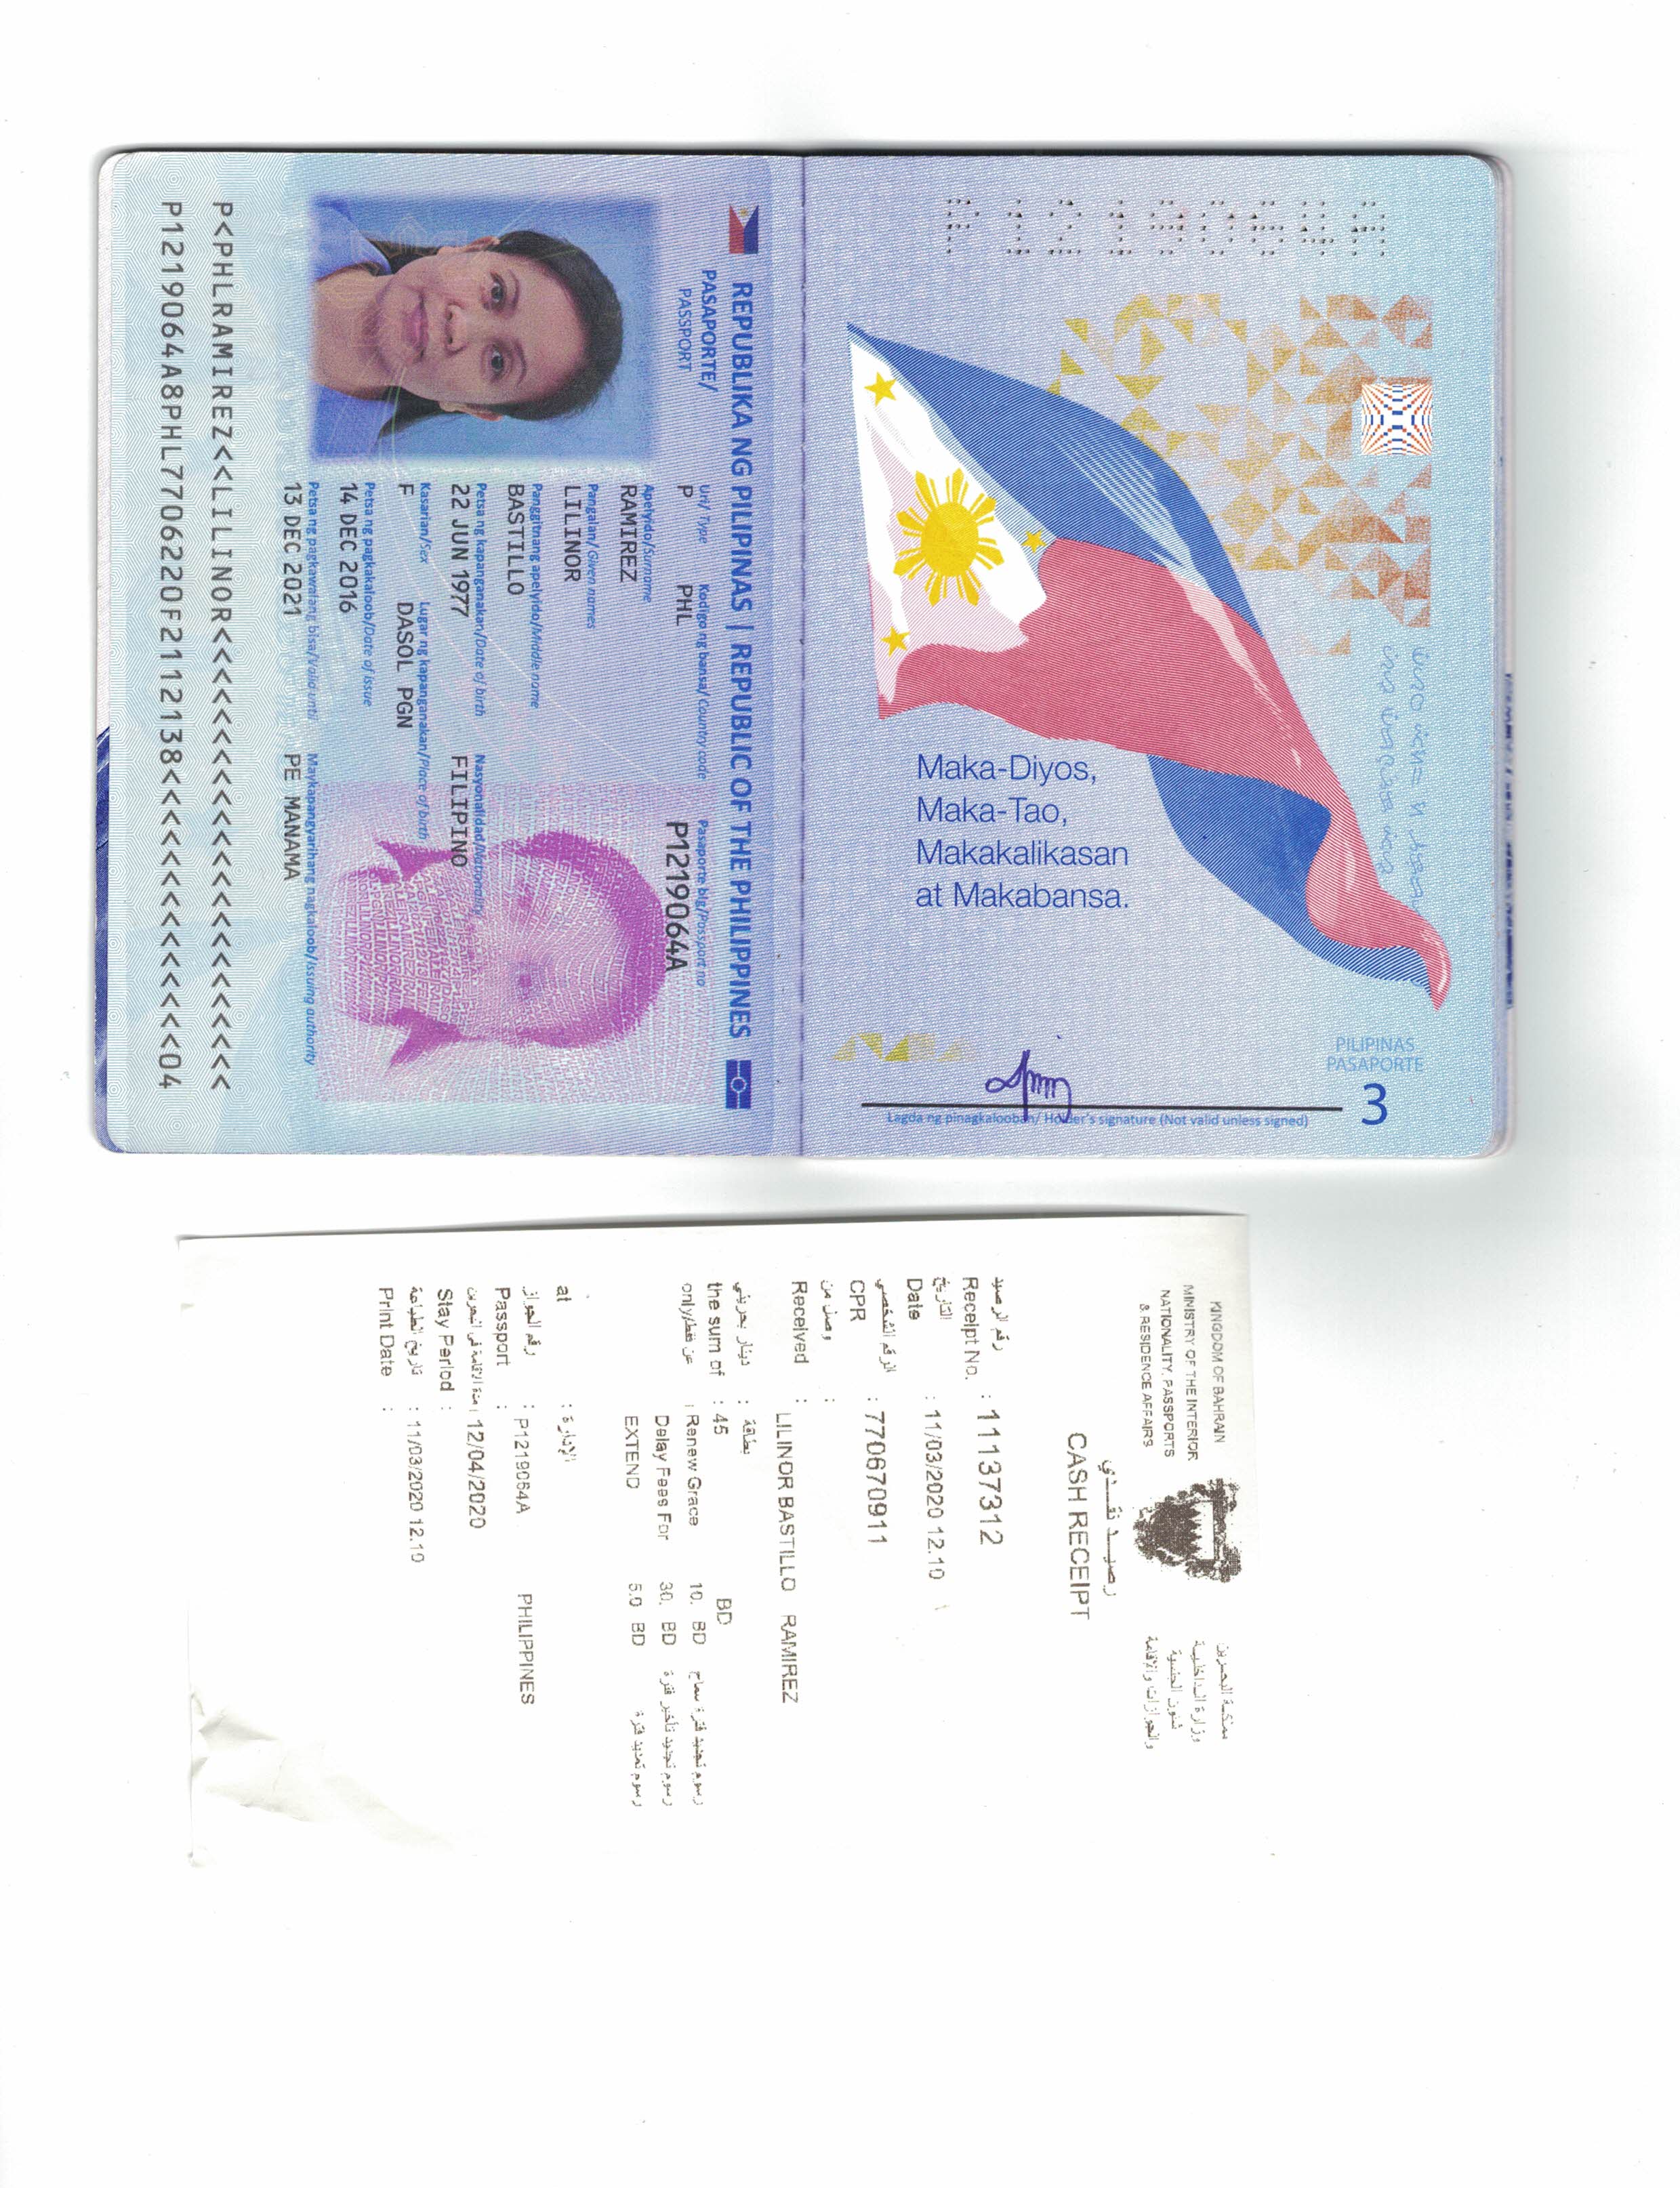 REPUBLIKA NG PILIPINAS | REPUBLIC OF THE PHILIPPINES
PASAPORTE/
PASSPORT
Uri/Type Kodigo ng bansa/Country code Pasaporte blg/Passport no
P PHL P1219064A
Apelyido/Surname
RAMIREZ
Pangalan/Given names
LILINOR
Panggitnang apelyido/Middle name
BASTILLO
Petsa ng kapanganakan/Date of birth Nasyonalidad/Nationality
22 JUN 1977 FILIPINO
Kasarian/Sex Lugar ng kapanganakan/Place of birth
F DASOL PGN
Petsa ng pagkakaloob/Date of issue
14 DEC 2016
Petsa ng pagkawalang bisa/Valid until Maykapangyarihang nagkaloob/Issuing authority
13 DEC 2021 PE MANAMA
P<PHLRAMIREZ<<LILINOR<<<<<<<<<<<<<<<<<<<<<<<
P1219064A8PHL7706220F2112138<<<<<<<<<<<<<<04
Maka-Diyos,
Maka-Tao,
Makakalikasan
at Makabansa.
PILIPINAS
PASAPORTE
3
Lagda ng pinagkalooban/ Holder's signature (Not valid unless signed)
KINGDOM OF BAHRAIN مملكة البحرين
MINISTRY OF THE INTERIOR وزارة الداخلية
NATIONALITY, PASSPORTS شئون الجنسية
& RESIDENCE AFFAIRS والجوازات والإقامة
رصيد نقدي
CASH RECEIPT
رقم الرصيد
Receipt No. : 11137312
التاريخ
Date : 11/03/2020 12.10
الرقم الشخصي
CPR : 770670911
وصل من :
Received : LILINOR BASTILLO RAMIREZ
دينار بحريني : بطاقة
the sum of : 45 BD
عن فقط/only : Renew Grace 10. BD رسوم تجديد فترة سماح
Delay Fees For 30. BD رسوم تجديد تأخير فترة
EXTEND 5.0 BD رسوم تمديد فترة
at : الإدارة
رقم الجواز : P1219064A PHILIPPINES
Passport :
مدة الاقامة في البحرين : 12/04/2020
Stay Period :
تاريخ الطباعة : 11/03/2020 12.10
Print Date :